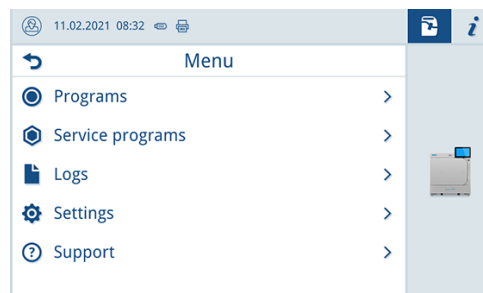 11.02.2021 08:32
i
Menu
Programs
Service programs
Logs
Settings
? Support